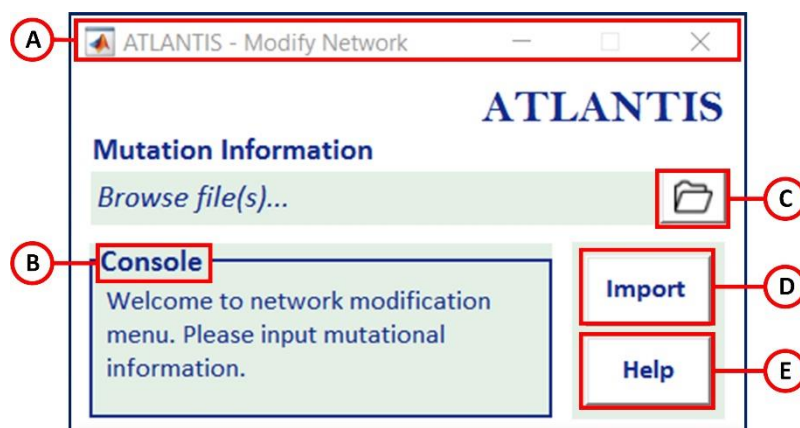 A
ATLANTIS - Modify Network
ATLANTIS
Mutation Information
Browse file(s)...
C
B
Console
Welcome to network modification
menu. Please input mutational
information.
Import
D
Help
E